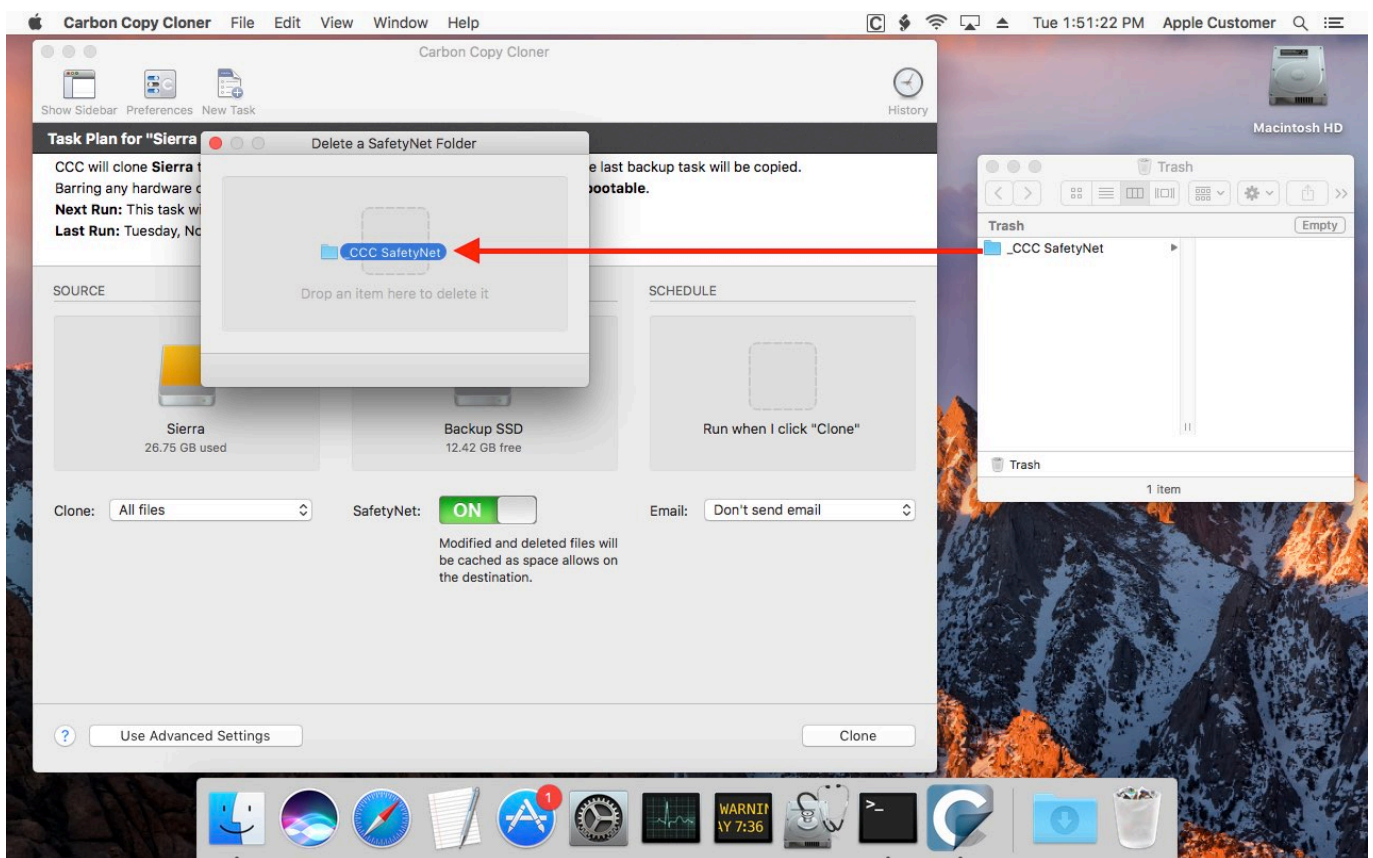 Carbon Copy Cloner File Edit View Window Help Tue 1:51:22 PM Apple Customer
Carbon Copy Cloner
Show Sidebar Preferences New Task History
Task Plan for "Sierra
CCC will clone Sierra t
e last backup task will be copied.
Barring any hardware c
bootable.
Next Run: This task wi
Last Run: Tuesday, No
Delete a SafetyNet Folder
_CCC SafetyNet
Drop an item here to delete it
SOURCE
SCHEDULE
Sierra
26.75 GB used
Backup SSD
12.42 GB free
Run when I click "Clone"
Clone: All files
SafetyNet: ON
Email: Don't send email
Modified and deleted files will
be cached as space allows on
the destination.
? Use Advanced Settings Clone
Macintosh HD
Trash
Trash Empty
_CCC SafetyNet
Trash
1 item
1
WARNIN
AY 7:36
>_